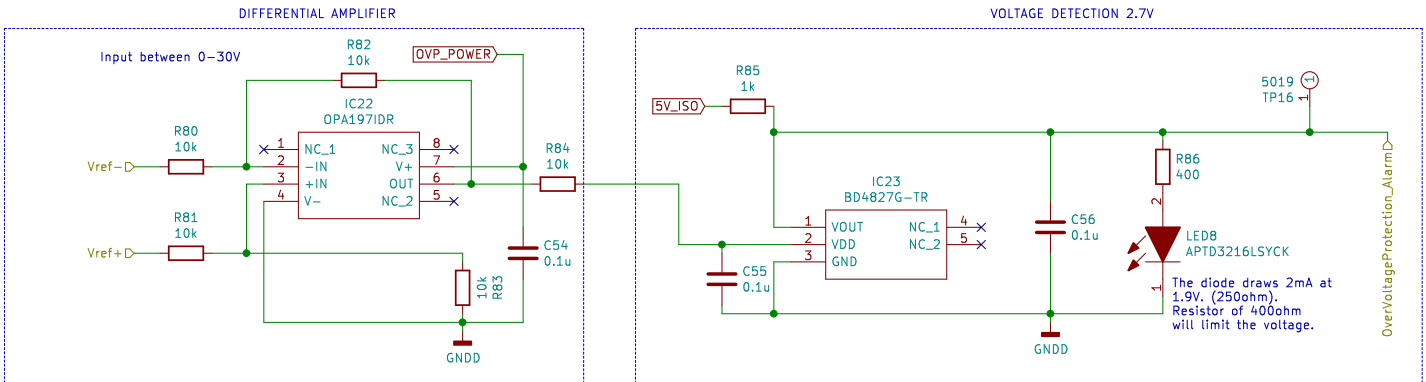 DIFFERENTIAL AMPLIFIER
Input between 0-30V
R82
10k
OVP_POWER
IC22
OPA197IDR
R80
10k
Vref-
1
2
3
4
NC_1
-IN
+IN
V-
NC_3
V+
OUT
NC_2
8
7
6
5
R84
10k
R81
10k
Vref+
10k
R83
C54
0.1u
GNDD
VOLTAGE DETECTION 2.7V
R85
1k
5V_ISO
5019
TP16
1
1
R86
400
IC23
BD4827G-TR
1
2
3
VOUT
VDD
GND
NC_1
NC_2
4
5
C55
0.1u
C56
0.1u
2
LED8
APTD3216LSYCK
1
The diode draws 2mA at
1.9V. (250ohm).
Resistor of 400ohm
will limit the voltage.
GNDD
OverVoltageProtection_Alarm